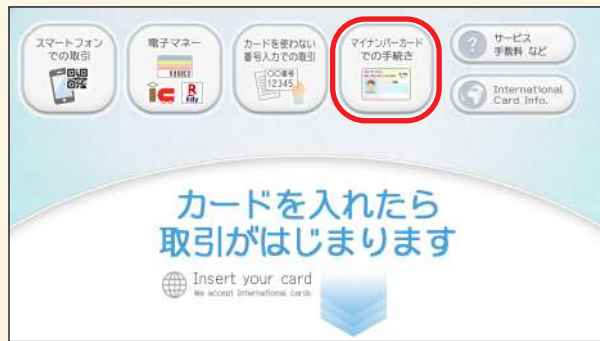 スマートフォン
での取引
電子マネー
カードを使わない
番号入力での取引
〇〇番号
12345
マイナンバーカード
での手続き
?
サービス
手数料 など
International
Card Info.
カードを入れたら
取引がはじまります
Insert your card
We accept International cards